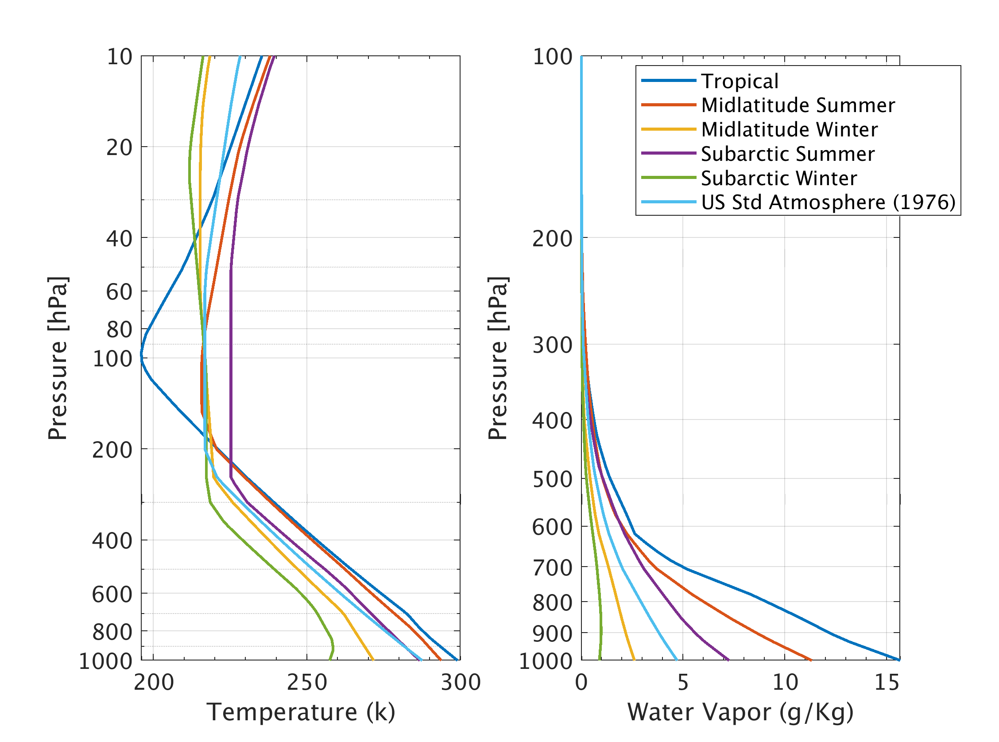 10
20
40
60
80
100
200
400
600
800
1000
200 250 300
Temperature (k)
Pressure [hPa]
100
200
300
400
500
600
700
800
900
1000
0 5 10 15
Water Vapor (g/Kg)
Pressure [hPa]
Tropical
Midlatitude Summer
Midlatitude Winter
Subarctic Summer
Subarctic Winter
US Std Atmosphere (1976)